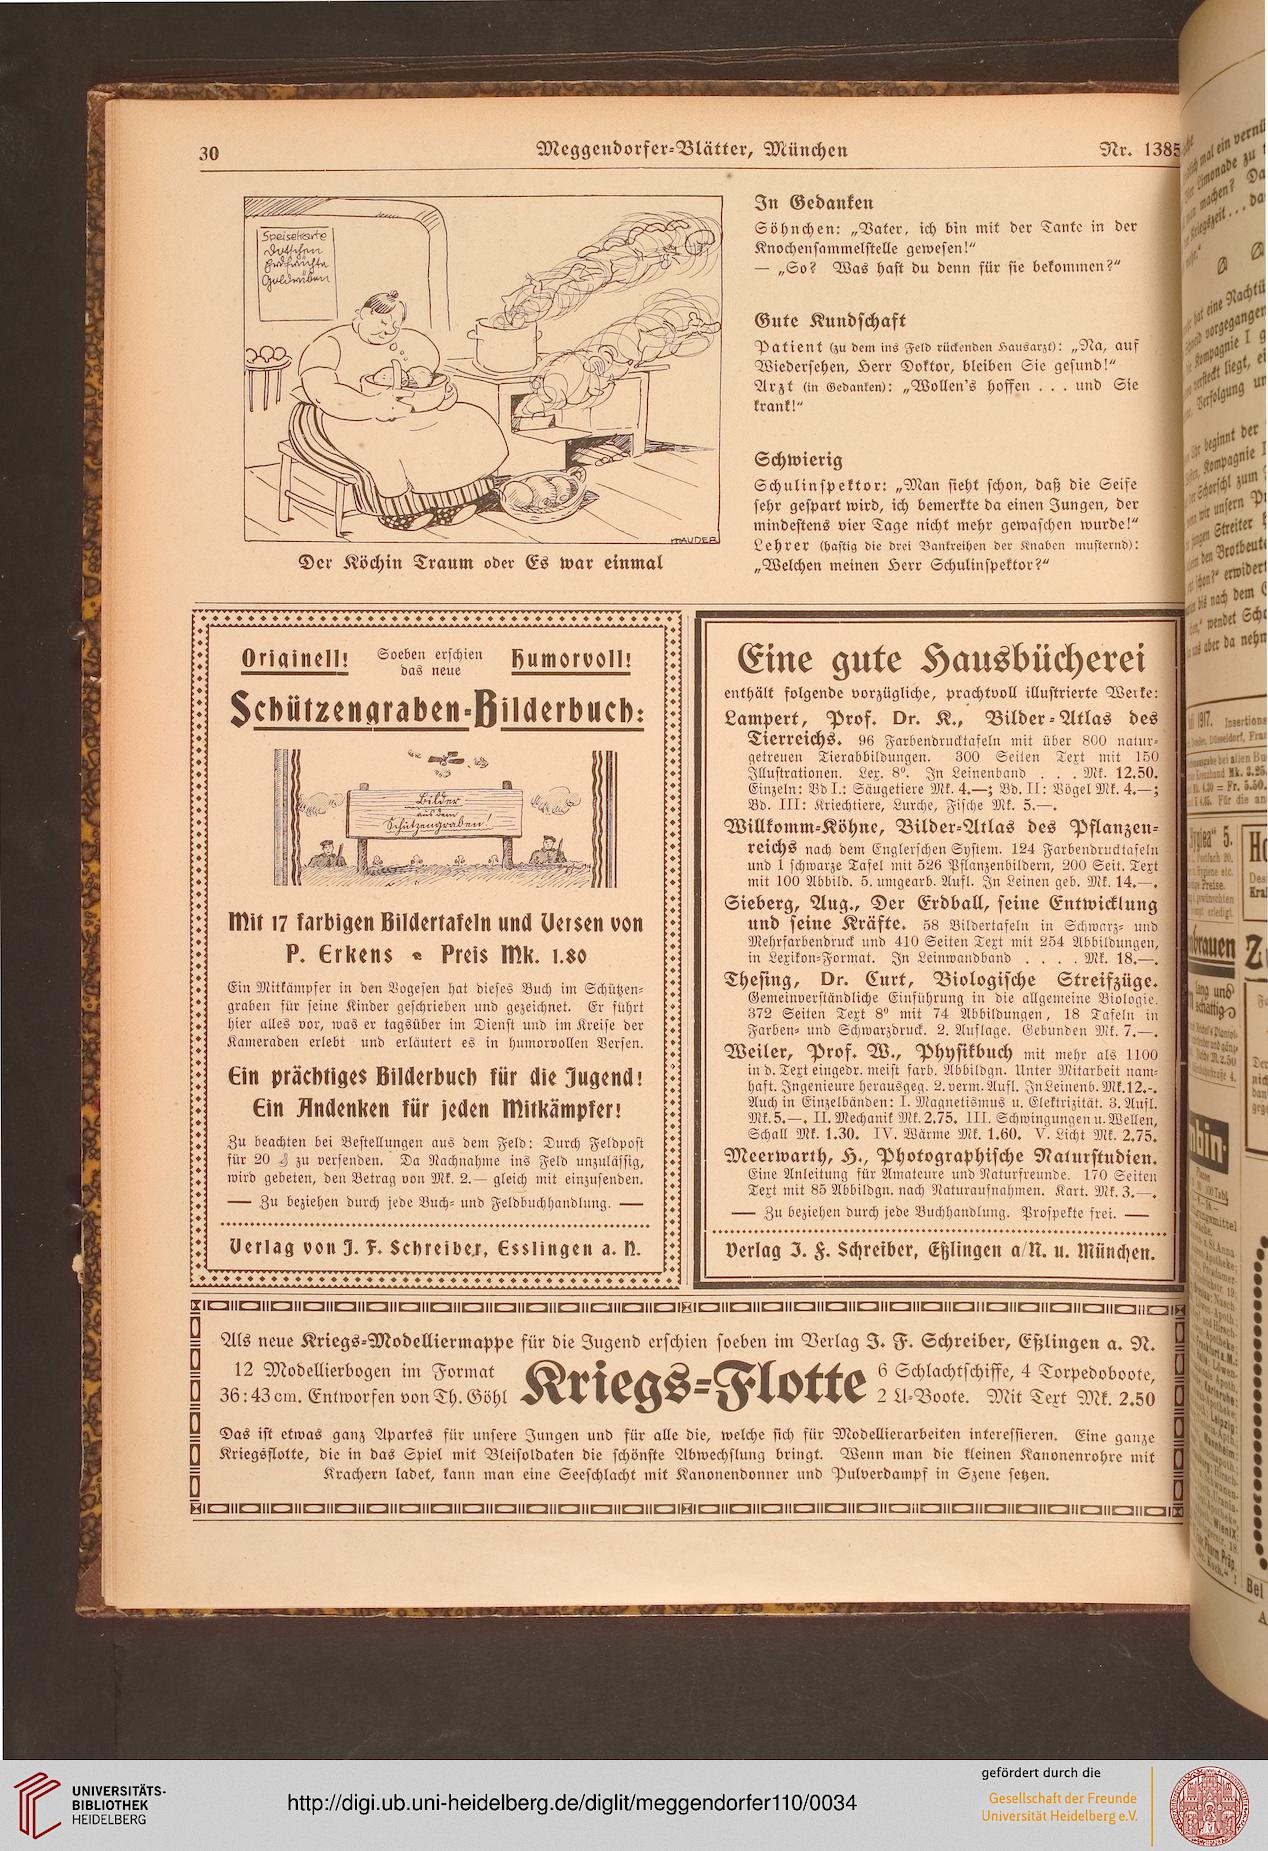 30
Meggendorfer-Blätter, München
Nr. 1385
Speisekarte
Dotschen
Erdfrüchte
Goldrüben
MAUDER
Der Köchin Traum oder Es war einmal
In Gedanken
Söhnchen: „Vater, ich bin mit der Tante in der
Knochensammelstelle gewesen!“
— „So? Was hast du denn für sie bekommen?“
Gute Kundschaft
Patient (zu dem ins Feld rückenden Hausarzt): „Na, auf
Wiedersehen, Herr Doktor, bleiben Sie gesund!“
Arzt (in Gedanken): „Wollen's hoffen . . . und Sie
krank!“
Schwierig
Schulinspektor: „Man sieht schon, daß die Seife
sehr gespart wird, ich bemerkte da einen Jungen, der
mindestens vier Tage nicht mehr gewaschen wurde!“
Lehrer (hastig die drei Bankreihen der Knaben musternd):
„Welchen meinen Herr Schulinspektor?“
Originell! Soeben erschien das neue Humorvoll!
Schützengraben-Bilderbuch:
Bilder
aus dem
Schützengraben!
Mit 17 farbigen Bildertafeln und Versen von
P. Erkens • Preis Mk. 1.80
Ein Mitkämpfer in den Vogesen hat dieses Buch im Schützen-
graben für seine Kinder geschrieben und gezeichnet. Er führt
hier alles vor, was er tagsüber im Dienst und im Kreise der
Kameraden erlebt und erläutert es in humorvollen Versen.
Ein prächtiges Bilderbuch für die Jugend!
Ein Andenken für jeden Mitkämpfer!
Zu beachten bei Bestellungen aus dem Feld: Durch Feldpost
für 20 ₰ zu versenden. Da Nachnahme ins Feld unzulässig,
wird gebeten, den Betrag von Mk. 2.— gleich mit einzusenden.
— Zu beziehen durch jede Buch- und Feldbuchhandlung. —
Verlag von J. F. Schreiber, Esslingen a. N.
Eine gute Hausbücherei
enthält folgende vorzügliche, prachtvoll illustrierte Werke:
Lampert, Prof. Dr. K., Bilder-Atlas des
Tierreichs. 96 Farbendrucktafeln mit über 800 natur-
getreuen Tierabbildungen. 300 Seiten Text mit 150
Illustrationen. Lex. 8°. In Leinenband . . . Mk. 12.50.
Einzeln: Bd I.: Säugetiere Mk. 4.—; Bd. II: Vögel Mk. 4.—;
Bd. III: Kriechtiere, Lurche, Fische Mk. 5.—.
Willkomm-Köhne, Bilder-Atlas des Pflanzen-
reichs nach dem Englerschen System. 124 Farbendrucktafeln
und 1 schwarze Tafel mit 526 Pflanzenbildern, 200 Seit. Text
mit 100 Abbild. 5. umgearb. Aufl. In Leinen geb. Mk. 14.—.
Sieberg, Aug., Der Erdball, seine Entwicklung
und seine Kräfte. 58 Bildertafeln in Schwarz- und
Mehrfarbendruck und 410 Seiten Text mit 254 Abbildungen,
in Lexikon-Format. In Leinwandband . . . . Mk. 18.—.
Thesing, Dr. Curt, Biologische Streifzüge.
Gemeinverständliche Einführung in die allgemeine Biologie.
372 Seiten Text 8° mit 74 Abbildungen, 18 Tafeln in
Farben- und Schwarzdruck. 2. Auflage. Gebunden Mk. 7.—.
Weiler, Prof. W., Physikbuch mit mehr als 1100
in d. Text eingedr. meist farb. Abbildgn. Unter Mitarbeit nam-
haft. Ingenieure herausgeg. 2. verm. Aufl. In Leinenb. Mk. 12.-.
Auch in Einzelbänden: I. Magnetismus u. Elektrizität. 3. Aufl.
Mk. 5.—. II. Mechanik Mk. 2.75. III. Schwingungen u. Wellen,
Schall Mk. 1.30. IV. Wärme Mk. 1.60. V. Licht Mk. 2.75.
Meerwarth, H., Photographische Naturstudien.
Eine Anleitung für Amateure und Naturfreunde. 170 Seiten
Text mit 85 Abbildgn. nach Naturaufnahmen. Kart. Mk. 3.—.
— Zu beziehen durch jede Buchhandlung. Prospekte frei. —
Verlag J. F. Schreiber, Eßlingen a/N. u. München.
Als neue Kriegs-Modelliermappe für die Jugend erschien soeben im Verlag J. F. Schreiber, Eßlingen a. N.
12 Modellierbogen im Format
36:43 cm. Entworfen von Th. Göhl
Kriegs-Flotte
6 Schlachtschiffe, 4 Torpedoboote,
2 U-Boote. Mit Text Mk. 2.50
Das ist etwas ganz Apartes für unsere Jungen und für alle die, welche sich für Modellierarbeiten interessieren. Eine ganze
Kriegsflotte, die in das Spiel mit Bleisoldaten die schönste Abwechslung bringt. Wenn man die kleinen Kanonenrohre mit
Krachern ladet, kann man eine Seeschlacht mit Kanonendonner und Pulverdampf in Szene setzen.
UNIVERSITÄTS-
BIBLIOTHEK
HEIDELBERG
http://digi.ub.uni-heidelberg.de/diglit/meggendorfer110/0034
gefördert durch die
Gesellschaft der Freunde
Universität Heidelberg e.V.